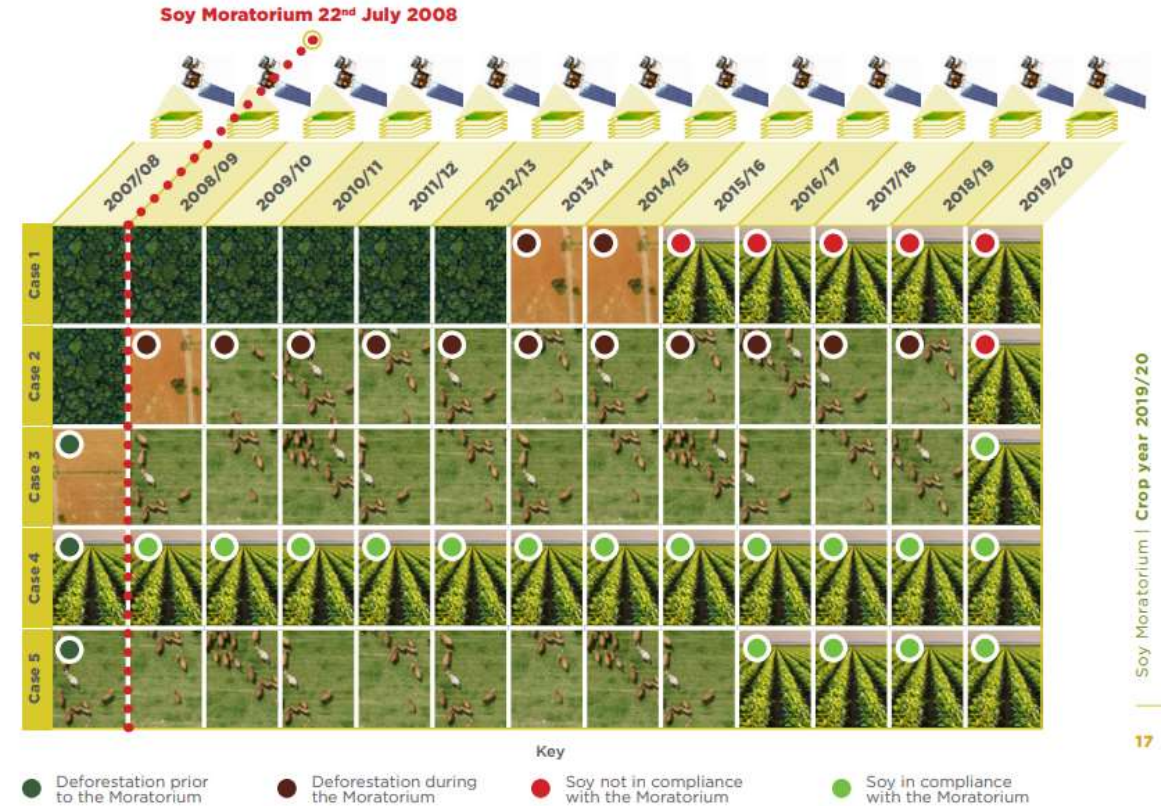 Soy Moratorium 22nd July 2008
2007/08
2008/09
2009/10
2010/11
2011/12
2012/13
2013/14
2014/15
2015/16
2016/17
2017/18
2018/19
2019/20
Case 1
Case 2
Case 3
Case 4
Case 5
Soy Moratorium | Crop year 2019/20
17
Key
Deforestation prior
to the Moratorium
Deforestation during
the Moratorium
Soy not in compliance
with the Moratorium
Soy in compliance
with the Moratorium